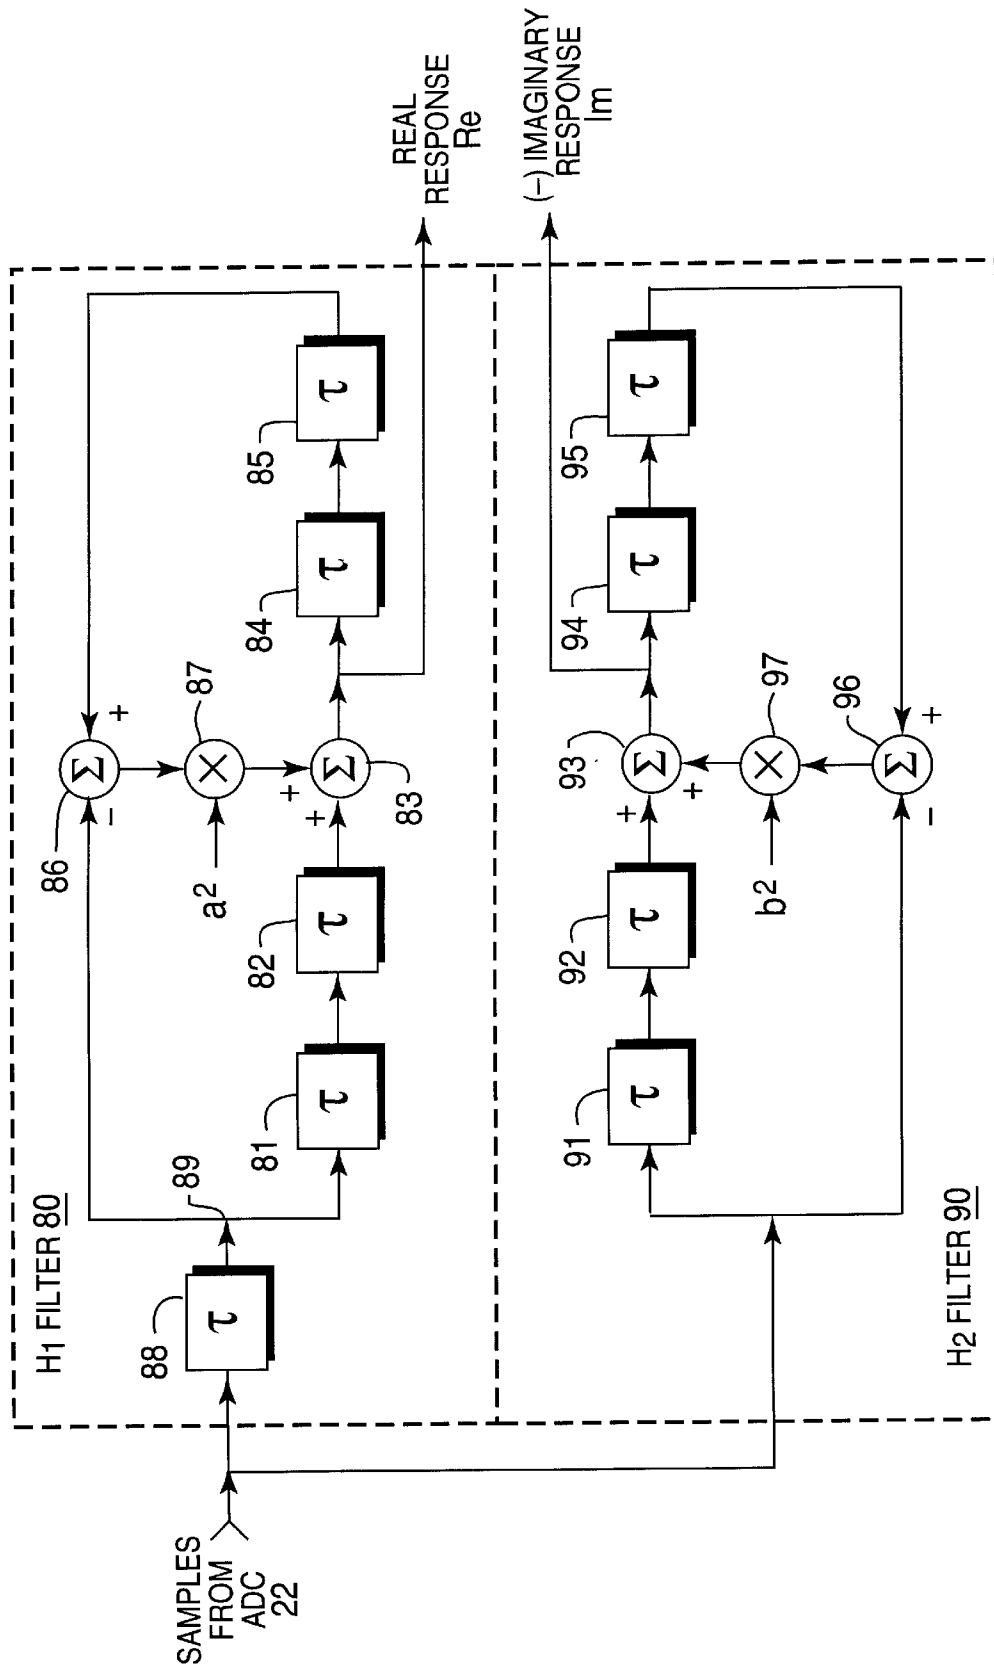 SAMPLES
FROM
ADC
22
H1 FILTER 80
88
τ
89
81
τ
82
τ
86
Σ
−
+
a²
87
×
83
Σ
+
+
84
τ
85
τ
REAL
RESPONSE
Re
H2 FILTER 90
91
τ
92
τ
93
Σ
+
+
b²
97
×
96
Σ
−
+
94
τ
95
τ
(−) IMAGINARY
RESPONSE
Im